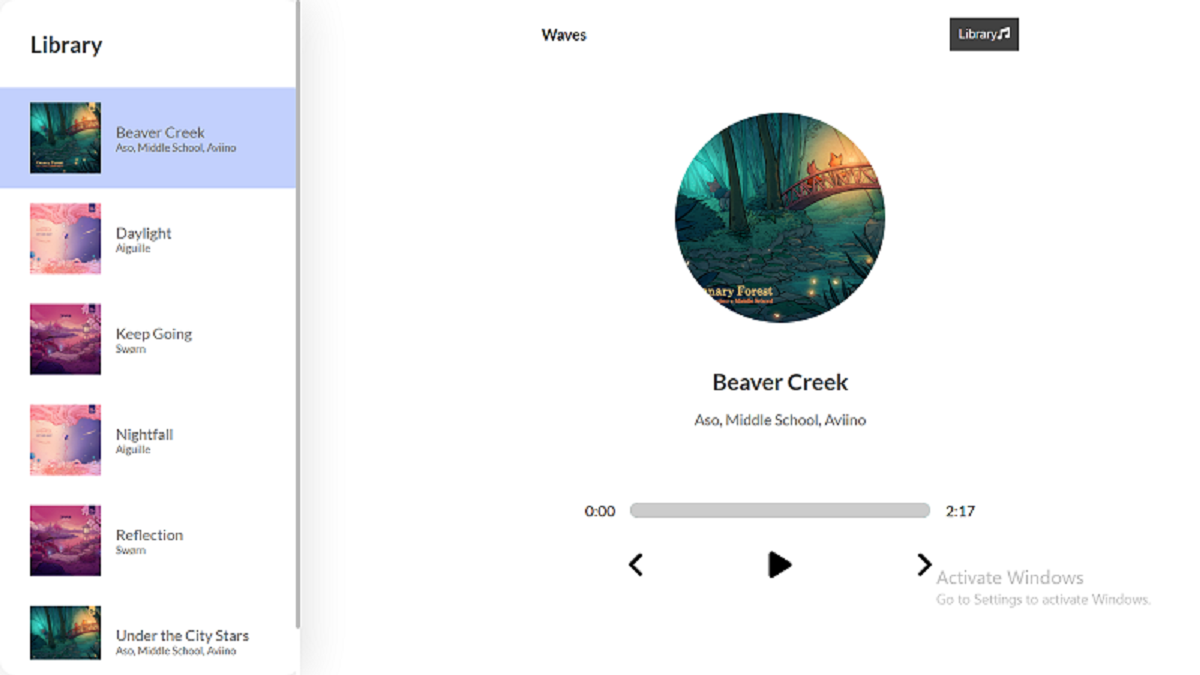 Library
Beaver Creek
Aso, Middle School, Aviino
Daylight
Aiguille
Keep Going
Swørn
Nightfall
Aiguille
Reflection
Swørn
Under the City Stars
Aso, Middle School, Aviino
Waves
Library
nary Forest
Beaver Creek
Aso, Middle School, Aviino
0:00 2:17
Activate Windows
Go to Settings to activate Windows.